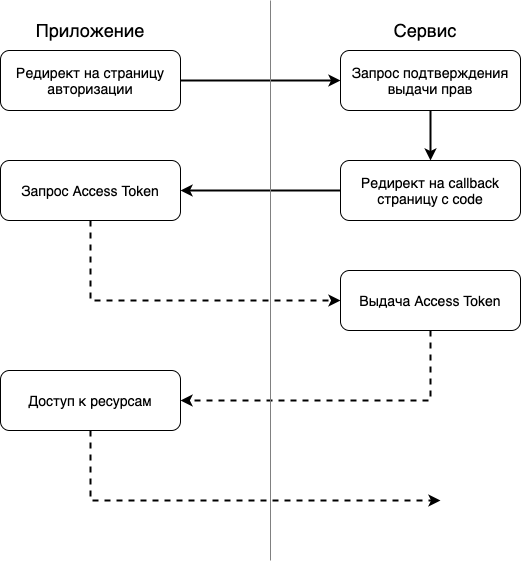 Приложение
Сервис
Редирект на страницу
авторизации
Запрос подтверждения
выдачи прав
Запрос Access Token
Редирект на callback
страницу с code
Выдача Access Token
Доступ к ресурсам